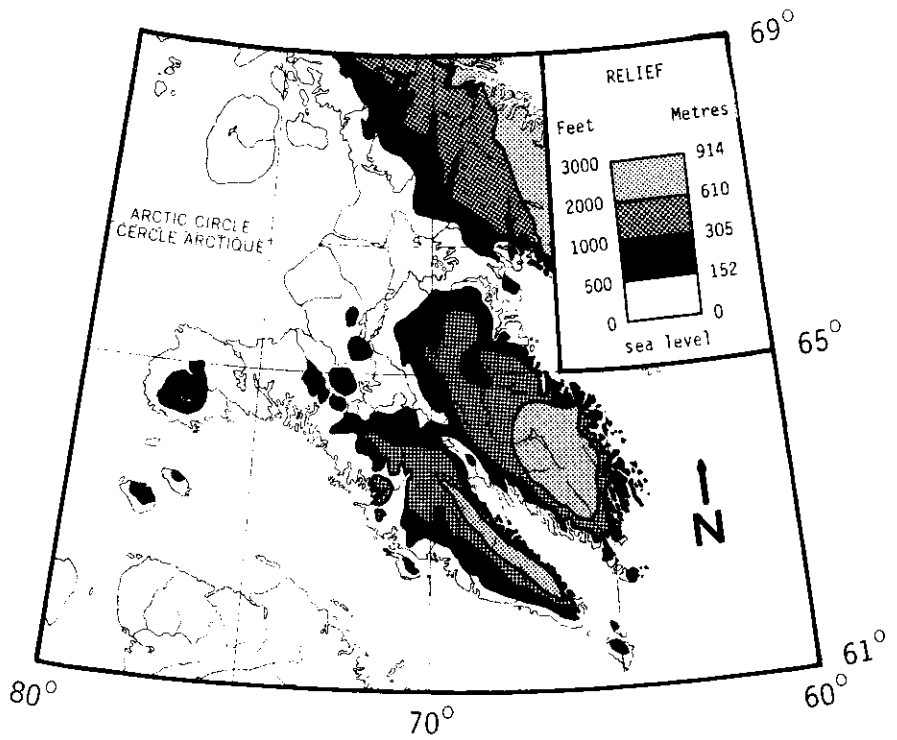 69°
RELIEF
Feet Metres
3000 914
2000 610
1000 305
500 152
0 0
sea level
ARCTIC CIRCLE
CERCLE ARCTIQUE
65°
N
61°
80° 70° 60°